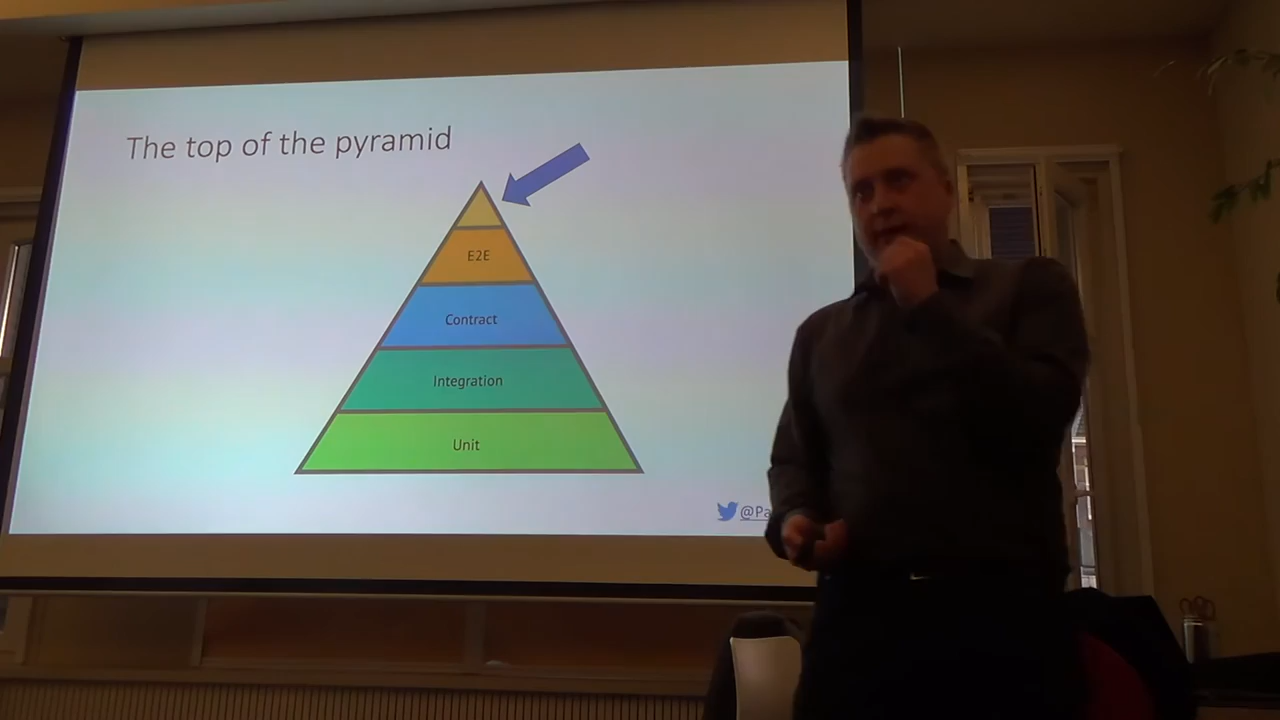 The top of the pyramid
E2E
Contract
Integration
Unit
@Pa